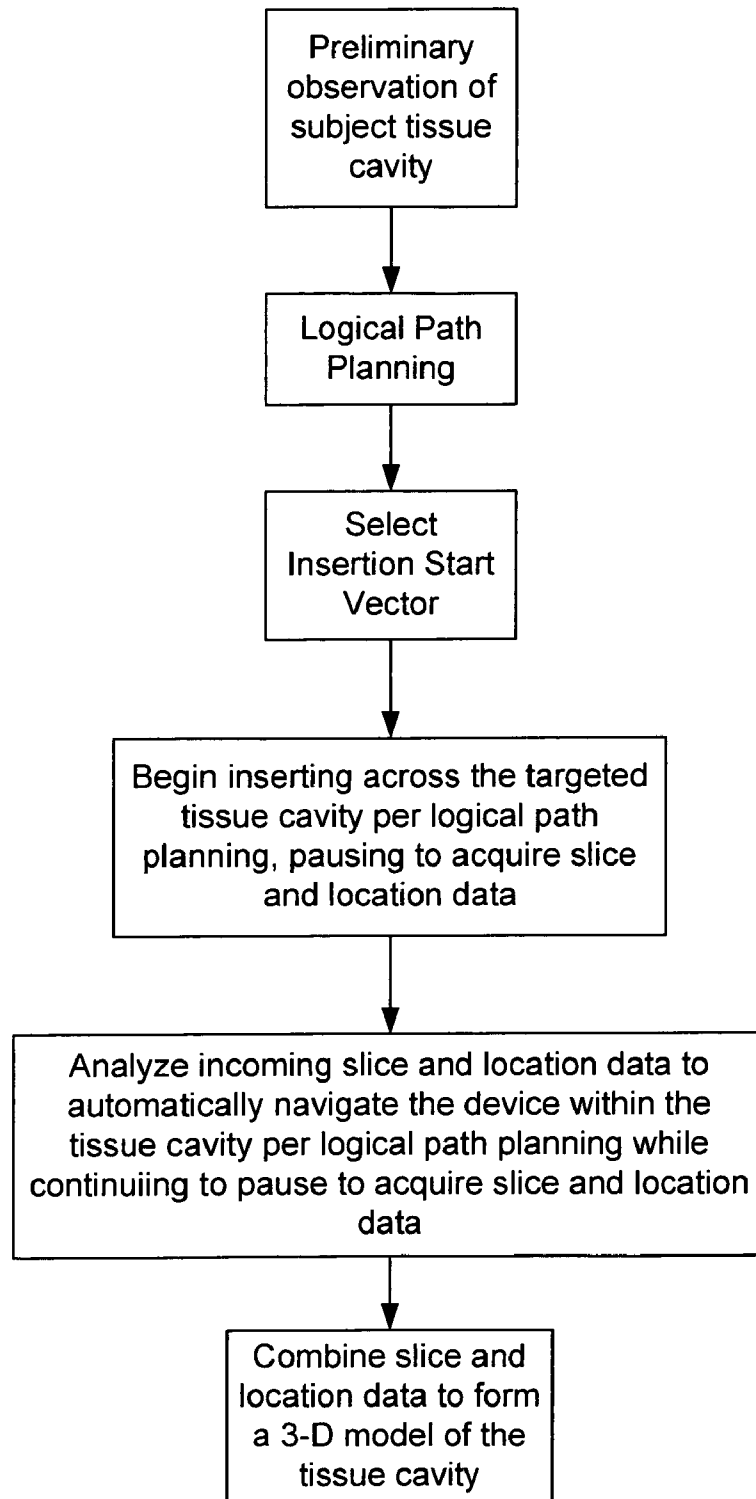 Preliminary
observation of
subject tissue
cavity
Logical Path
Planning
Select
Insertion Start
Vector
Begin inserting across the targeted
tissue cavity per logical path
planning, pausing to acquire slice
and location data
Analyze incoming slice and location data to
automatically navigate the device within the
tissue cavity per logical path planning while
continuiing to pause to acquire slice and location
data
Combine slice and
location data to form
a 3-D model of the
tissue cavity